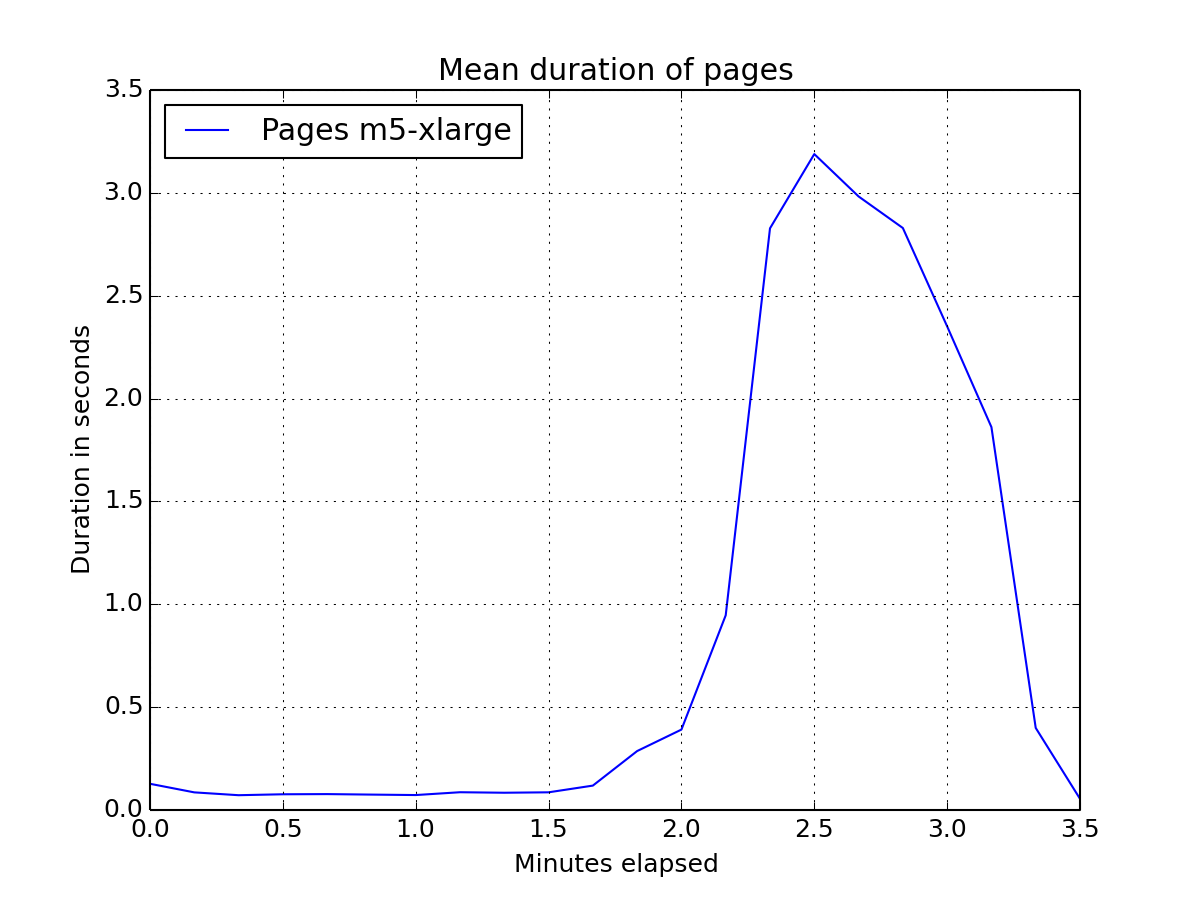 Mean duration of pages
Pages m5-xlarge
3.5
3.0
2.5
2.0
1.5
1.0
0.5
0.0
Duration in seconds
0.0 0.5 1.0 1.5 2.0 2.5 3.0 3.5
Minutes elapsed